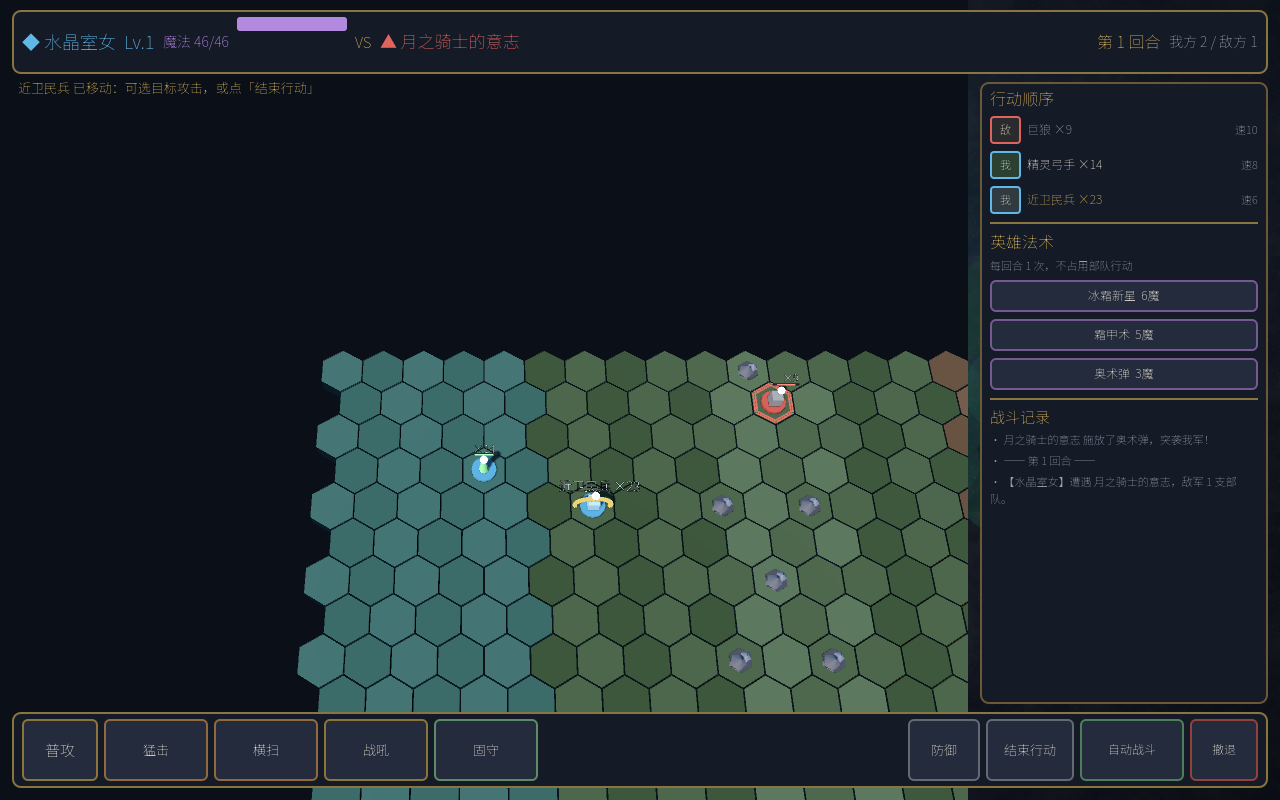 水晶室女 Lv.1 魔法 46/46 VS 月之骑士的意志 第 1 回合 我方 2 / 敌方 1
近卫民兵 已移动：可选目标攻击，或点「结束行动」
行动顺序
敌 巨狼 ×9 速10
我 精灵弓手 ×14 速8
我 近卫民兵 ×23 速6
英雄法术
每回合 1 次，不占用部队行动
冰霜新星 6魔
霜甲术 5魔
奥术弹 3魔
战斗记录
· 月之骑士的意志 施放了奥术弹，突袭我军！
· —— 第 1 回合 ——
· 【水晶室女】遭遇 月之骑士的意志，敌军 1 支部
队。
近卫民兵 ×23
普攻 猛击 横扫 战吼 固守 防御 结束行动 自动战斗 撤退